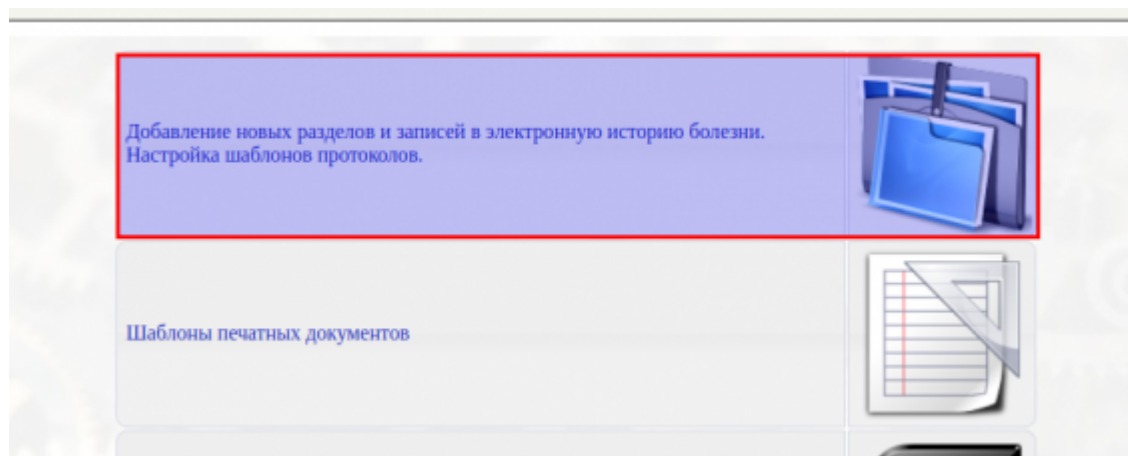 Добавление новых разделов и записей в электронную историю болезни.
Настройка шаблонов протоколов.
Шаблоны печатных документов